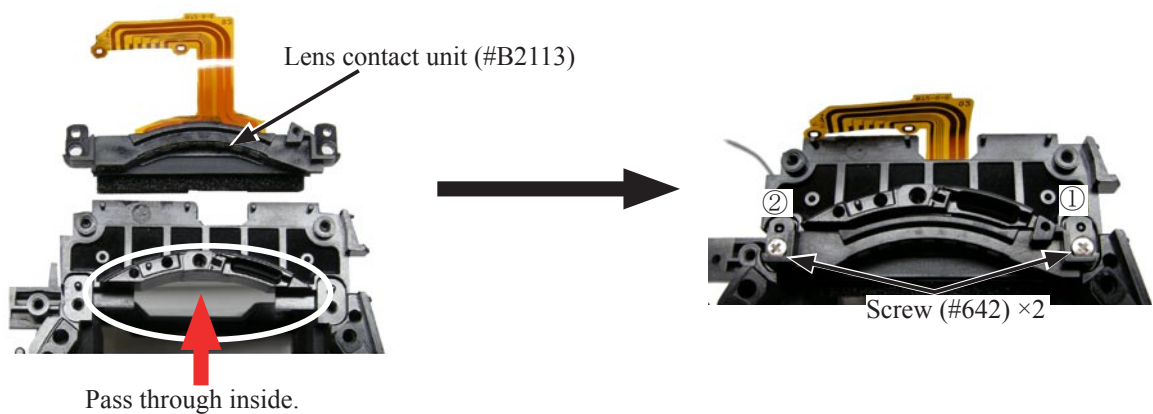 Lens contact unit (#B2113)
② ①
Screw (#642) ×2
Pass through inside.